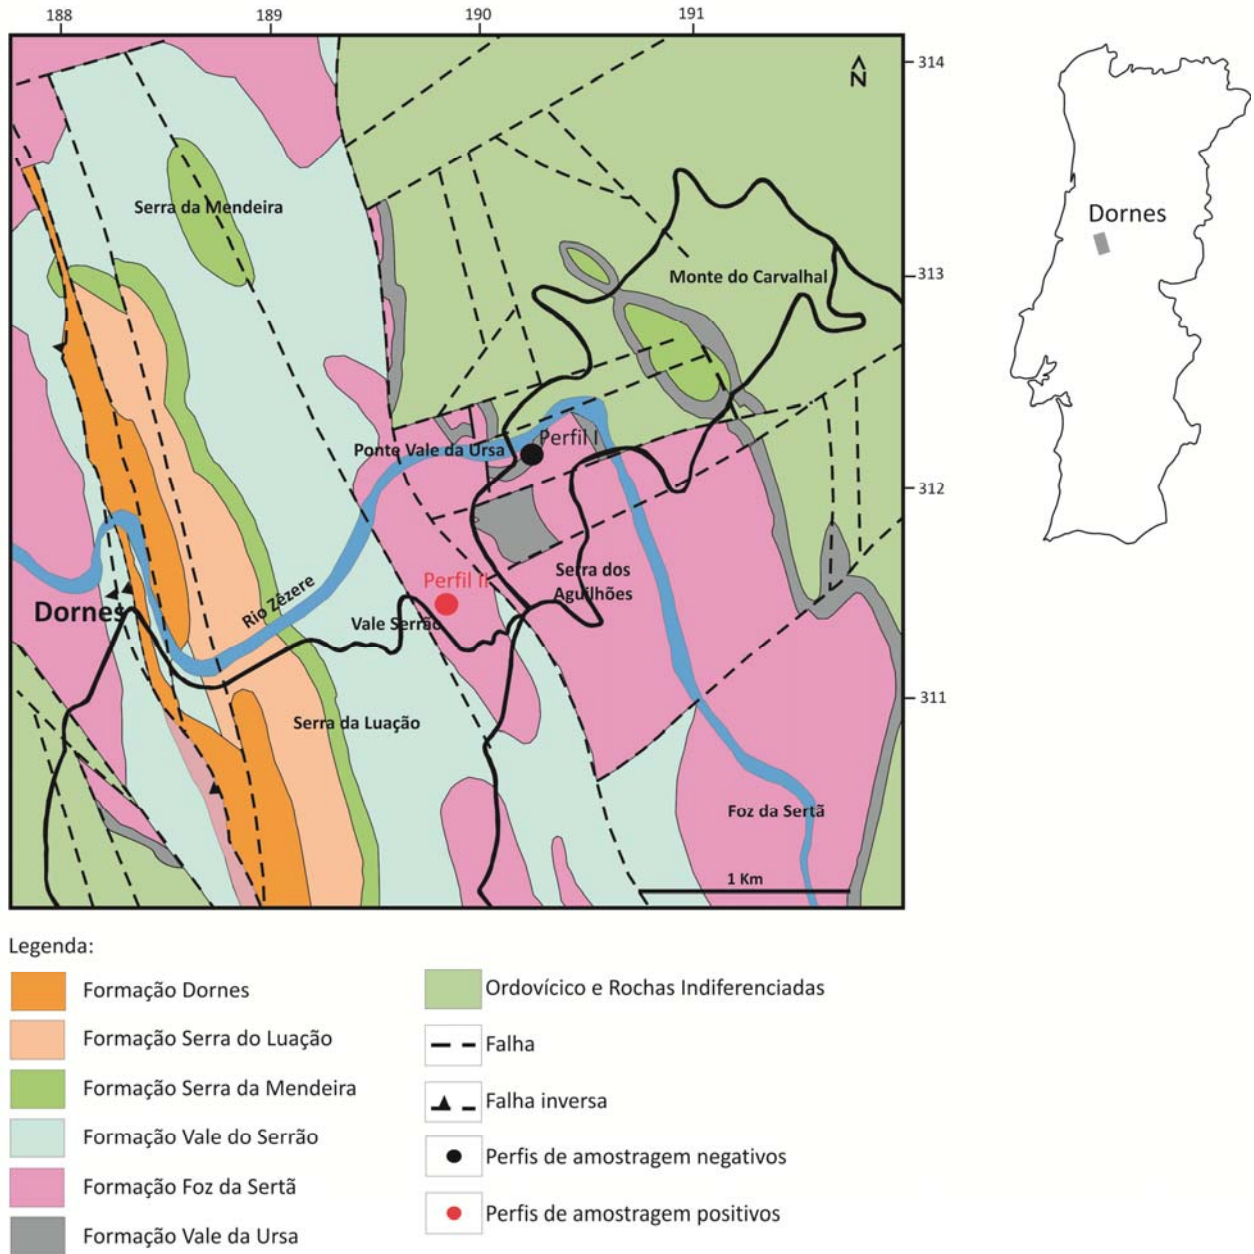 188 189 190 191
N
314
Dornes
Serra da Mendeira
313
Monte do Carvalhal
Ponte Vale da Ursa
Perfil I
312
Perfil II
Serra dos
Aguilhões
Rio Zêzere
Dornes
Vale Serrão
311
Serra da Luação
Foz da Sertã
1 Km
Legenda:
Formação Dornes
Formação Serra do Luação
Formação Serra da Mendeira
Formação Vale do Serrão
Formação Foz da Sertã
Formação Vale da Ursa
Ordovícico e Rochas Indiferenciadas
Falha
Falha inversa
Perfis de amostragem negativos
Perfis de amostragem positivos